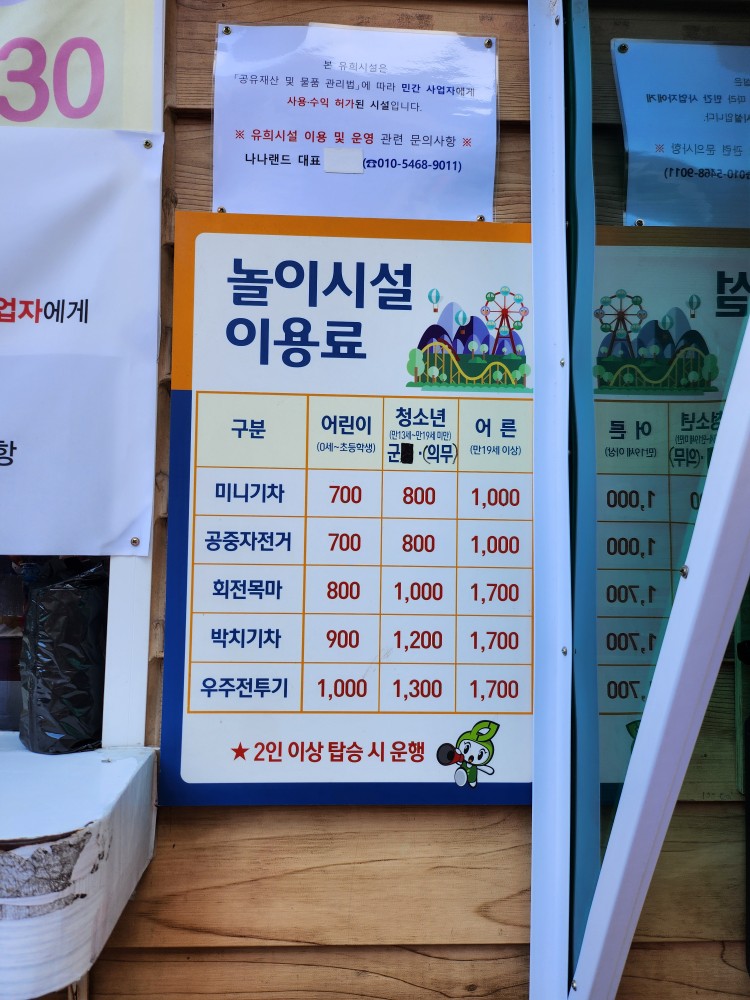 30
본 유희시설은
「공유재산 및 물품 관리법」에 따라 민간 사업자에게
사용·수익 허가된 시설입니다.
※ 유희시설 이용 및 운영 관련 문의사항 ※
나나랜드 대표 (☎010-5468-9011)
업자에게
항
놀이시설
이용료
구분 어린이 청소년 어른
(0세~초등학생) (만13세~만19세 미만) (만19세 이상)
군 ·(의무)
미니기차 700 800 1,000
공중자전거 700 800 1,000
회전목마 800 1,000 1,700
박치기차 900 1,200 1,700
우주전투기 1,000 1,300 1,700
★ 2인 이상 탑승 시 운행